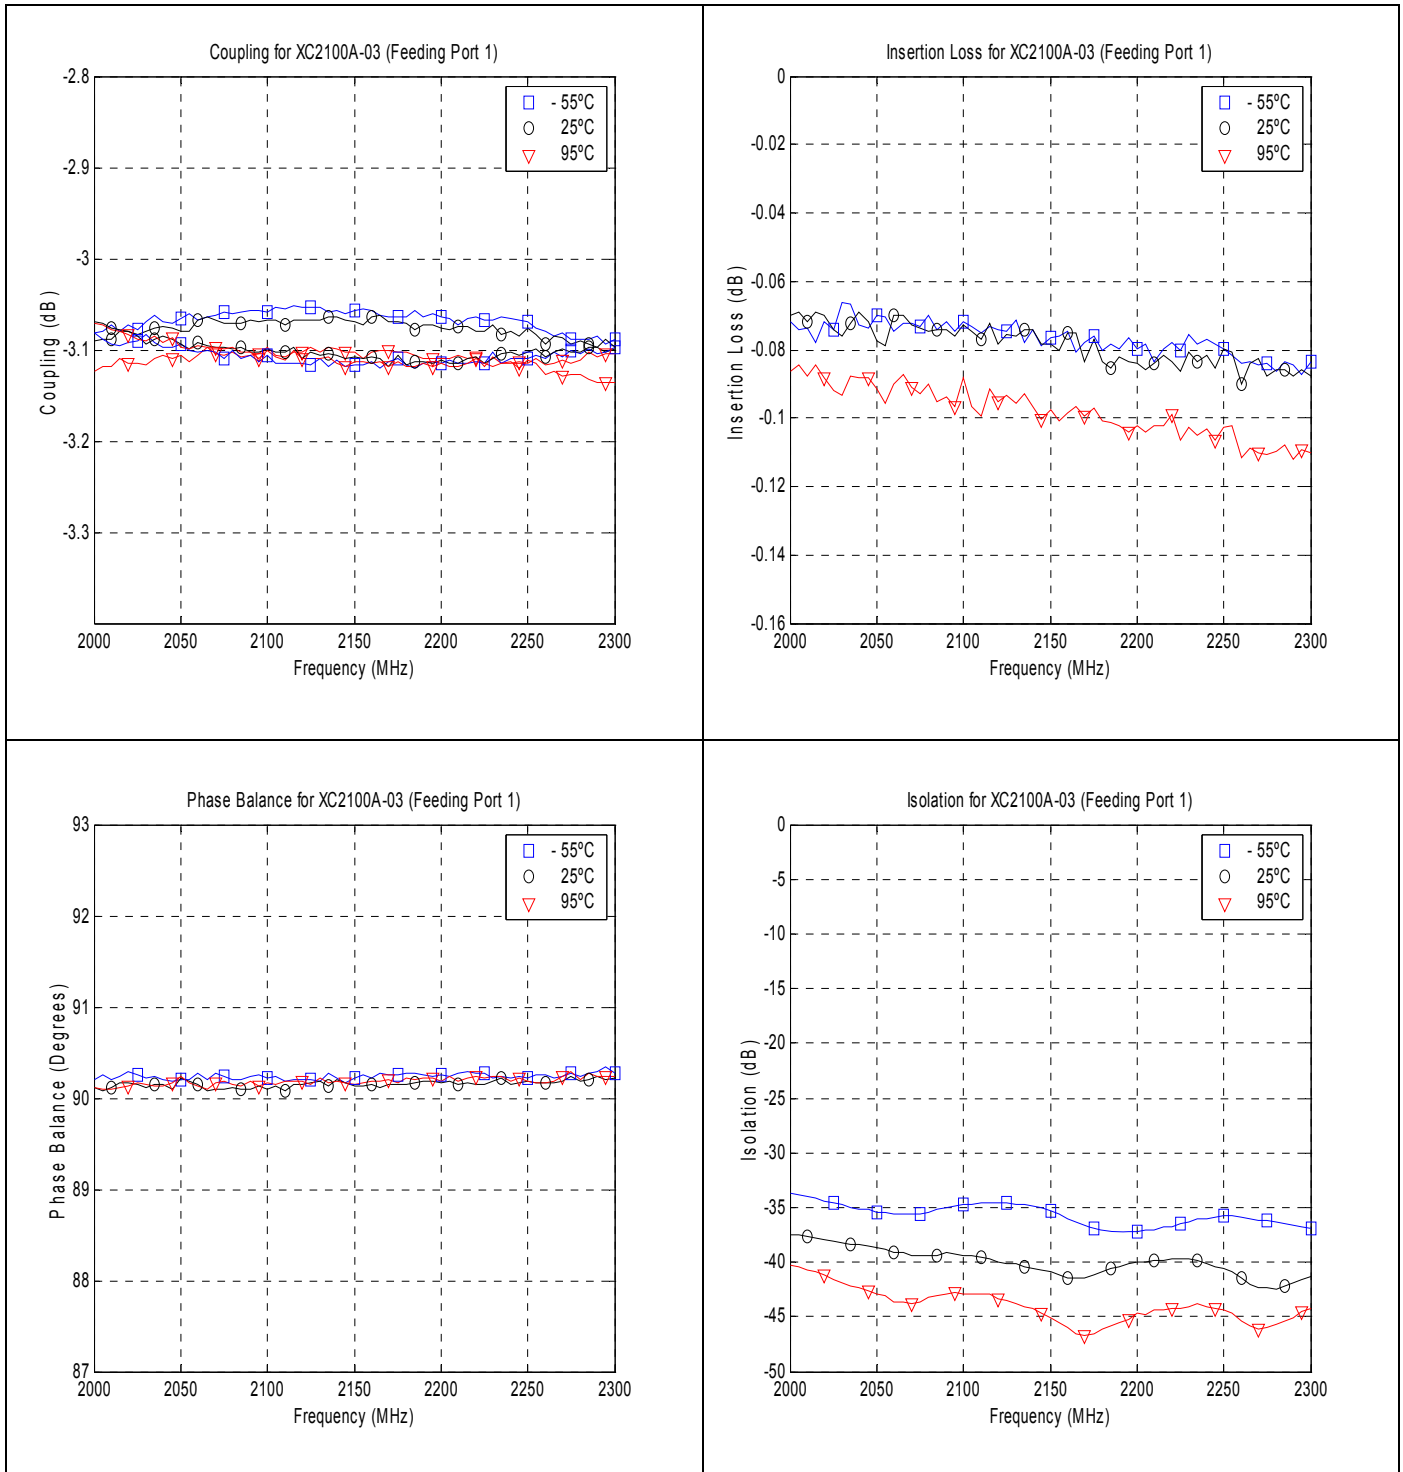 Coupling for XC2100A-03 (Feeding Port 1)
-2.8
-2.9
-3
-3.1
-3.2
-3.3
Coupling (dB)
- 55ºC
25ºC
95ºC
2000 2050 2100 2150 2200 2250 2300
Frequency (MHz)
Insertion Loss for XC2100A-03 (Feeding Port 1)
0
-0.02
-0.04
-0.06
-0.08
-0.1
-0.12
-0.14
-0.16
Insertion Loss (dB)
- 55ºC
25ºC
95ºC
2000 2050 2100 2150 2200 2250 2300
Frequency (MHz)
Phase Balance for XC2100A-03 (Feeding Port 1)
93
92
91
90
89
88
87
Phase Balance (Degrees)
- 55ºC
25ºC
95ºC
2000 2050 2100 2150 2200 2250 2300
Frequency (MHz)
Isolation for XC2100A-03 (Feeding Port 1)
0
-5
-10
-15
-20
-25
-30
-35
-40
-45
-50
Isolation (dB)
- 55ºC
25ºC
95ºC
2000 2050 2100 2150 2200 2250 2300
Frequency (MHz)